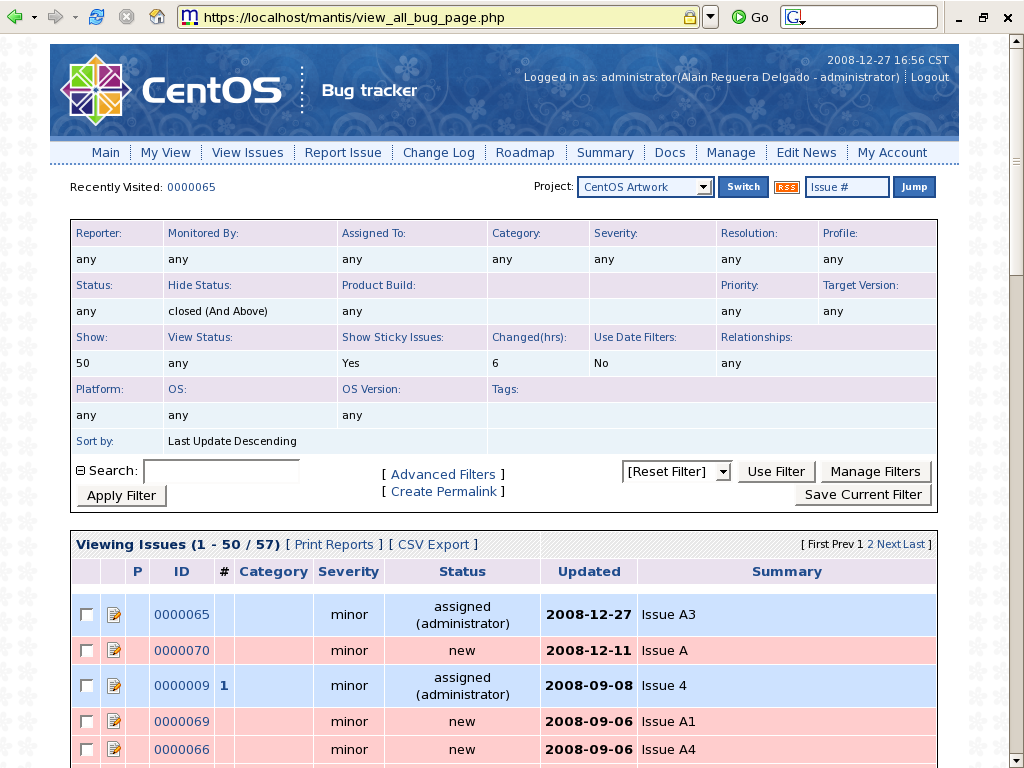 https://localhost/mantis/view_all_bug_page.php Go G
CentOS Bug tracker
2008-12-27 16:56 CST
Logged in as: administrator(Alain Reguera Delgado - administrator) Logout
Main My View View Issues Report Issue Change Log Roadmap Summary Docs Manage Edit News My Account
Recently Visited: 0000065 Project: CentOS Artwork Switch RSS Issue # Jump
Reporter: Monitored By: Assigned To: Category: Severity: Resolution: Profile:
any any any any any any any
Status: Hide Status: Product Build: Priority: Target Version:
any closed (And Above) any any any
Show: View Status: Show Sticky Issues: Changed(hrs): Use Date Filters: Relationships:
50 any Yes 6 No any
Platform: OS: OS Version: Tags:
any any any
Sort by: Last Update Descending
Search: [ Advanced Filters ] [Reset Filter] Use Filter Manage Filters
Apply Filter [ Create Permalink ] Save Current Filter
Viewing Issues (1 - 50 / 57) [ Print Reports ] [ CSV Export ] [ First Prev 1 2 Next Last ]
P ID # Category Severity Status Updated Summary
0000065 minor assigned (administrator) 2008-12-27 Issue A3
0000070 minor new 2008-12-11 Issue A
0000009 1 minor assigned (administrator) 2008-09-08 Issue 4
0000069 minor new 2008-09-06 Issue A1
0000066 minor new 2008-09-06 Issue A4